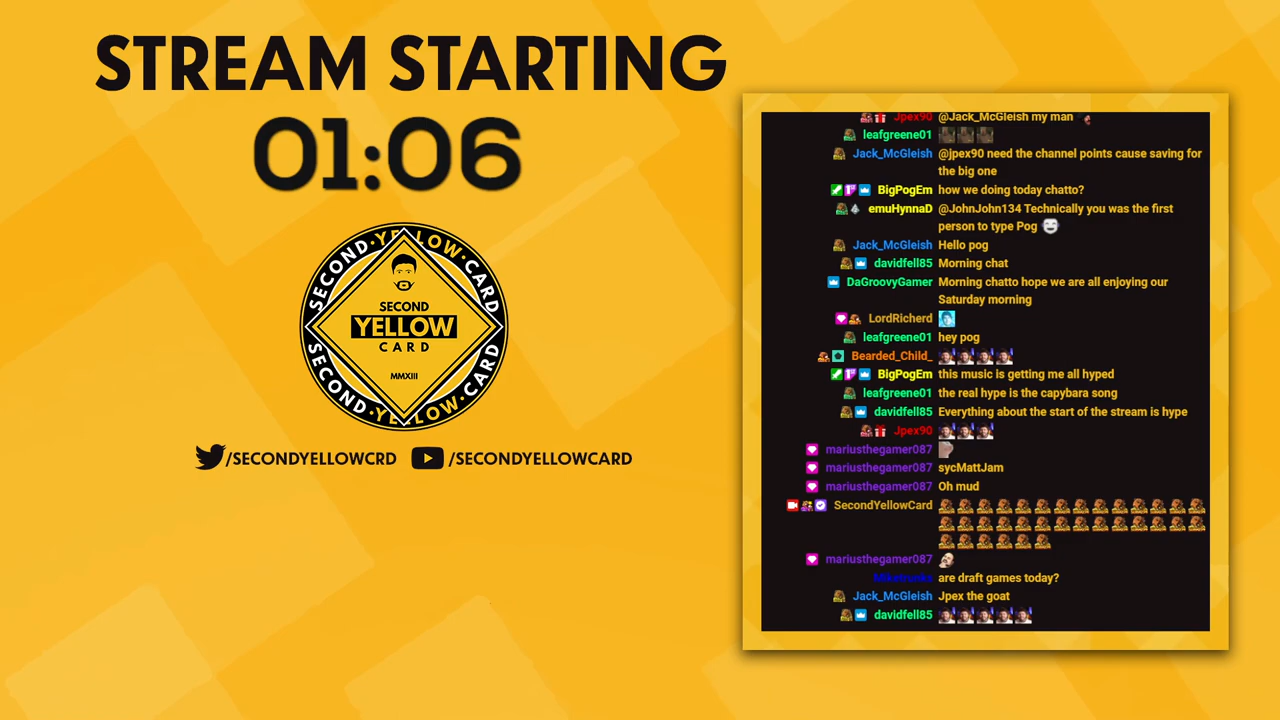 STREAM STARTING
01:06
SECOND·YELLOW·CARD
SECOND
YELLOW
CARD
MMXIII
SECOND·YELLOW·CARD
/SECONDYELLOWCRD /SECONDYELLOWCARD
Jpex90 @Jack_McGleish my man
leafgreene01
Jack_McGleish @jpex90 need the channel points cause saving for
the big one
BigPogEm how we doing today chatto?
emuHynnaD @JohnJohn134 Technically you was the first
person to type Pog
Jack_McGleish Hello pog
davidfell85 Morning chat
DaGroovyGamer Morning chatto hope we are all enjoying our
Saturday morning
LordRicherd
leafgreene01 hey pog
Bearded_Child_
BigPogEm this music is getting me all hyped
leafgreene01 the real hype is the capybara song
davidfell85 Everything about the start of the stream is hype
Jpex90
mariusthegamer087
mariusthegamer087 sycMattJam
mariusthegamer087 Oh mud
SecondYellowCard
mariusthegamer087
are draft games today?
Jack_McGleish Jpex the goat
davidfell85